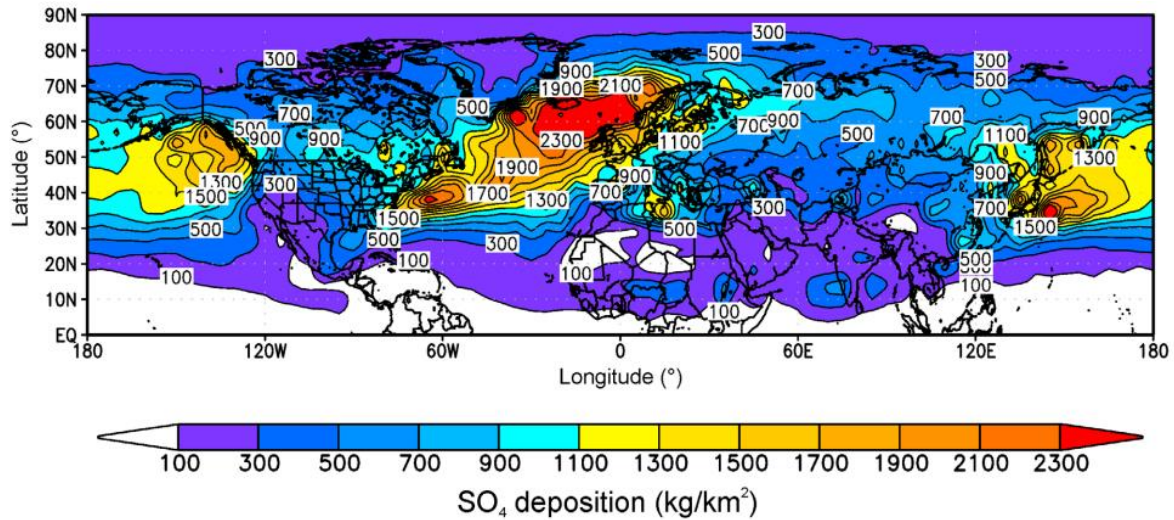 90N
80N
70N
60N
50N
40N
30N
20N
10N
EQ
Latitude (°)
300 300 500 300 500
900 1900 2100
500 700 900 500 2300 1100 700 700 900 500 700 1100 900
900 1900 1300
1300 1500 300 1700 1300 700 900 300 900 700
500 1500 500 300 500 1500
100 100 100 500 100
100
180 120W 60W 0 60E 120E 180
Longitude (°)
100 300 500 700 900 1100 1300 1500 1700 1900 2100 2300
SO₄ deposition (kg/km²)